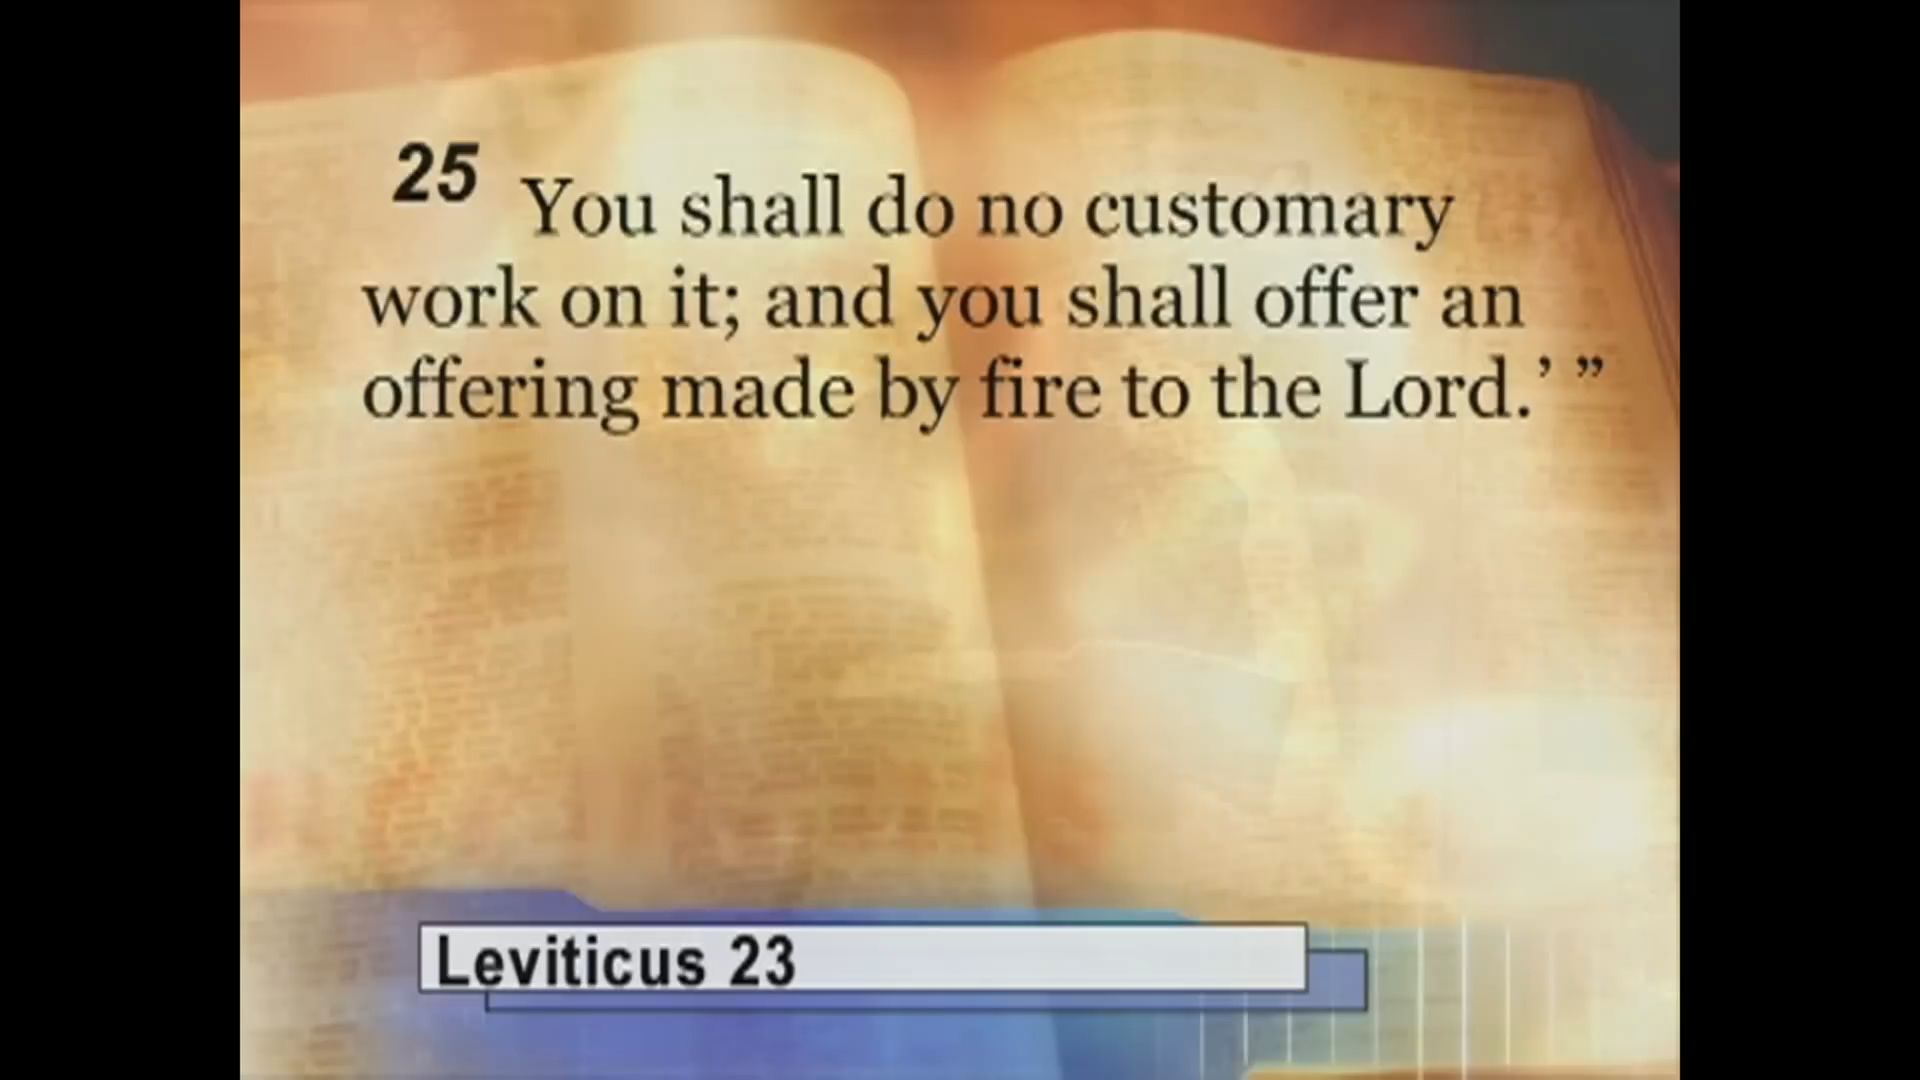 25 You shall do no customary
work on it; and you shall offer an
offering made by fire to the Lord.’ ”
Leviticus 23